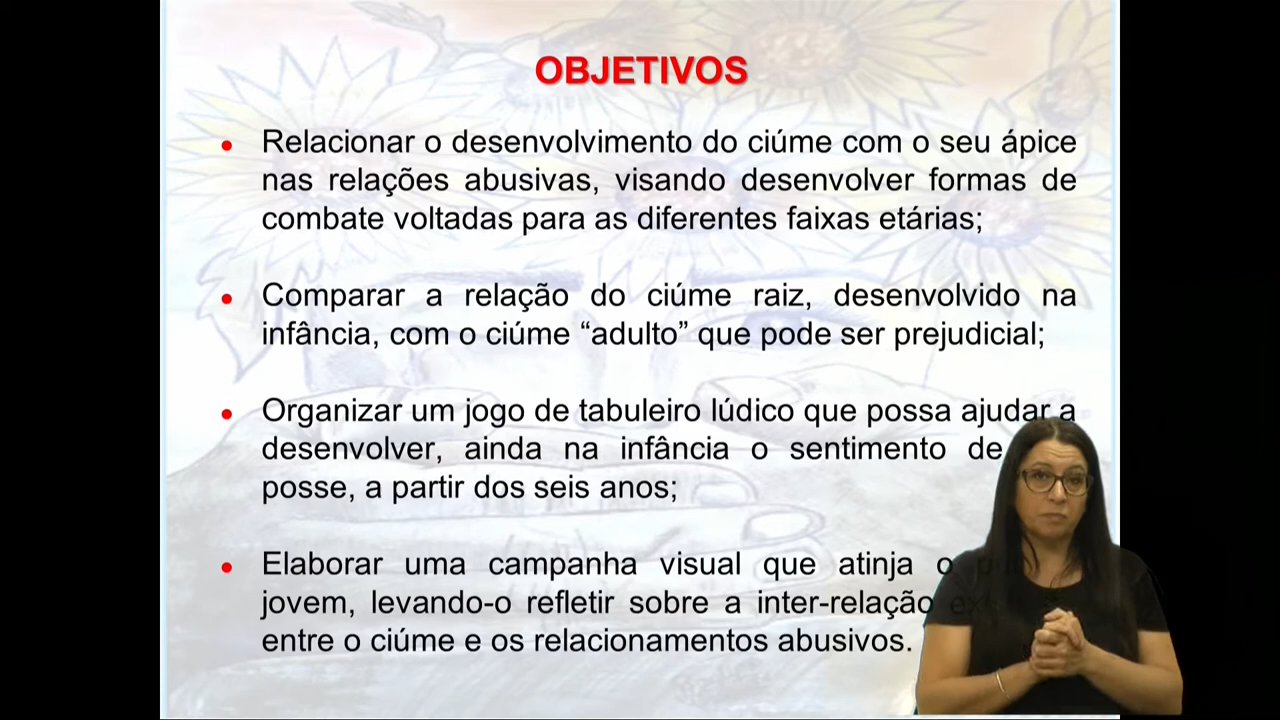 OBJETIVOS
• Relacionar o desenvolvimento do ciúme com o seu ápice
nas relações abusivas, visando desenvolver formas de
combate voltadas para as diferentes faixas etárias;
• Comparar a relação do ciúme raiz, desenvolvido na
infância, com o ciúme “adulto” que pode ser prejudicial;
• Organizar um jogo de tabuleiro lúdico que possa ajudar a
desenvolver, ainda na infância o sentimento de
posse, a partir dos seis anos;
• Elaborar uma campanha visual que atinja o
jovem, levando-o refletir sobre a inter-relação
entre o ciúme e os relacionamentos abusivos.